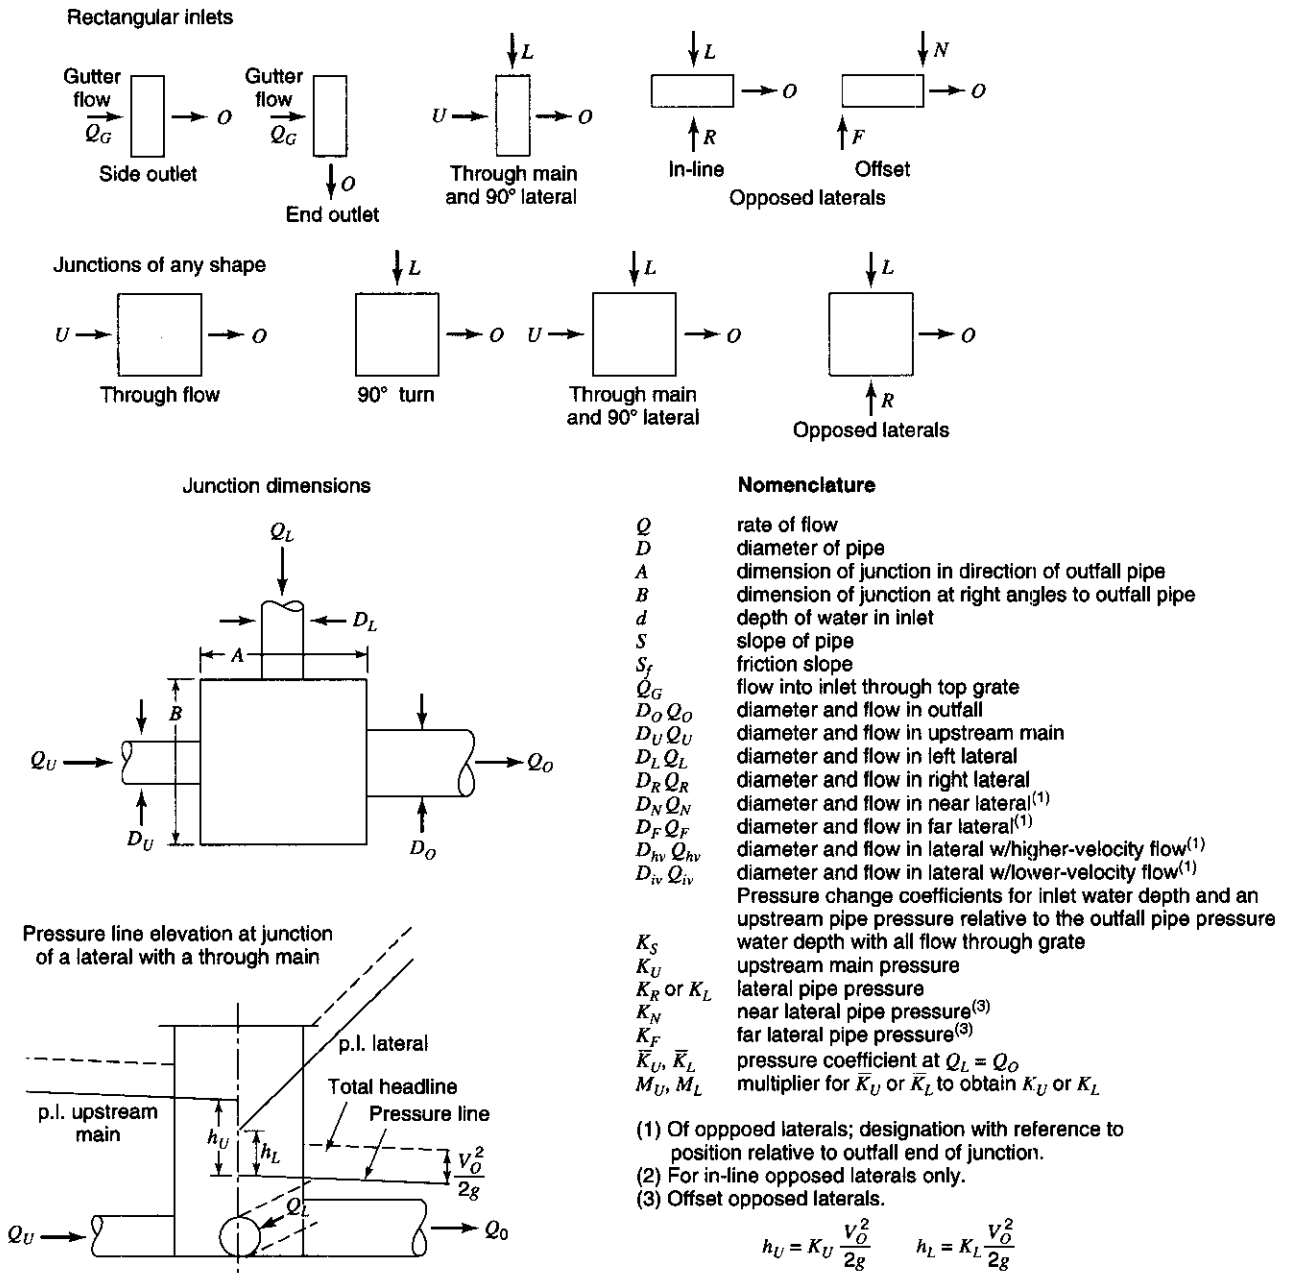 Rectangular inlets
L
L
N
Gutter flow
Q_G
O
Gutter flow
Q_G
O
U
O
O
O
R
F
Side outlet
End outlet
Through main and 90° lateral
In-line
Offset
Opposed laterals
Junctions of any shape
L
L
L
U
O
O
U
O
O
R
Through flow
90° turn
Through main and 90° lateral
Opposed laterals
Junction dimensions
Q_L
D_L
A
B
Q_U
Q_O
D_U
D_O
Pressure line elevation at junction
of a lateral with a through main
p.l. lateral
Total headline
Pressure line
p.l. upstream
main
h_U
h_L
V_O^2
2g
Q_L
Q_U
Q_0
Nomenclature
Q rate of flow
D diameter of pipe
A dimension of junction in direction of outfall pipe
B dimension of junction at right angles to outfall pipe
d depth of water in inlet
S slope of pipe
S_f friction slope
Q_G flow into inlet through top grate
D_O Q_O diameter and flow in outfall
D_U Q_U diameter and flow in upstream main
D_L Q_L diameter and flow in left lateral
D_R Q_R diameter and flow in right lateral
D_N Q_N diameter and flow in near lateral(1)
D_F Q_F diameter and flow in far lateral(1)
D_hv Q_hv diameter and flow in lateral w/higher-velocity flow(1)
D_iv Q_iv diameter and flow in lateral w/lower-velocity flow(1)
Pressure change coefficients for inlet water depth and an
upstream pipe pressure relative to the outfall pipe pressure
K_S water depth with all flow through grate
K_U upstream main pressure
K_R or K_L lateral pipe pressure
K_N near lateral pipe pressure(3)
K_F far lateral pipe pressure(3)
K̅_U, K̅_L pressure coefficient at Q_L = Q_O
M_U, M_L multiplier for K̅_U or K̅_L to obtain K_U or K_L
(1) Of opppoed laterals; designation with reference to
position relative to outfall end of junction.
(2) For in-line opposed laterals only.
(3) Offset opposed laterals.
h_U = K_U V_O^2/2g h_L = K_L V_O^2/2g